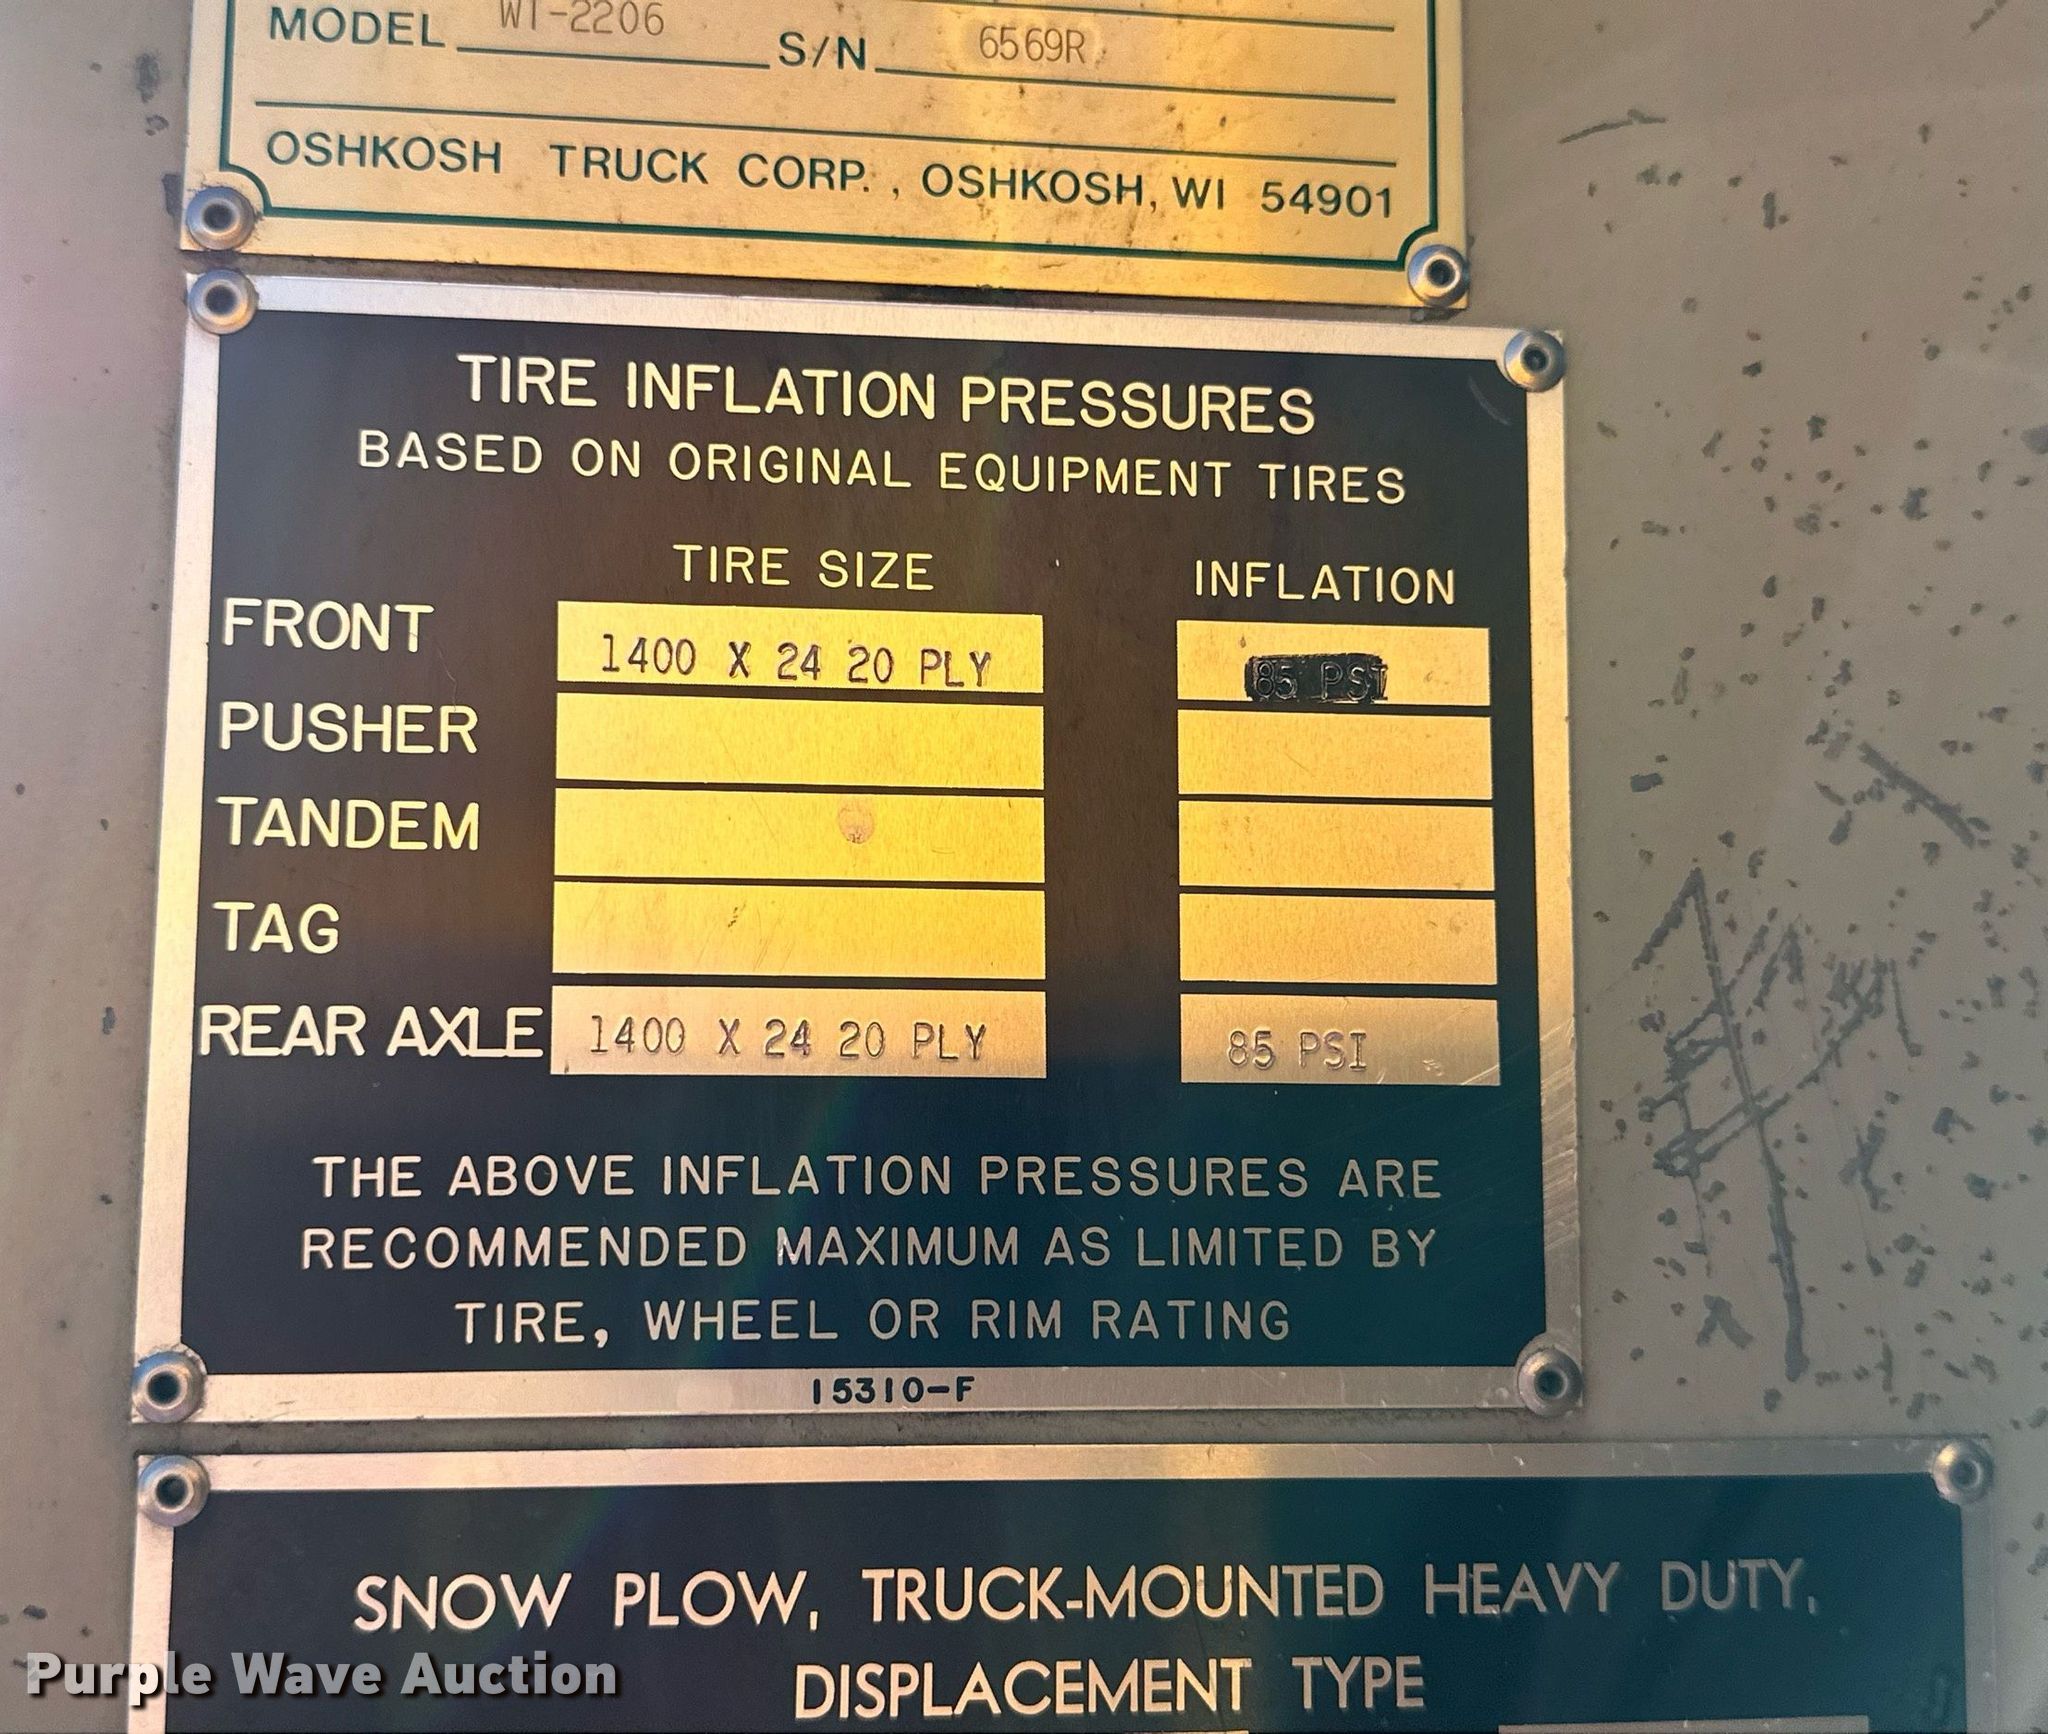 MODEL WT-2206 S/N 6569R
OSHKOSH TRUCK CORP., OSHKOSH, WI 54901
TIRE INFLATION PRESSURES
BASED ON ORIGINAL EQUIPMENT TIRES
TIRE SIZE INFLATION
FRONT 1400 X 24 20 PLY 85 PSI
PUSHER
TANDEM
TAG
REAR AXLE 1400 X 24 20 PLY 85 PSI
THE ABOVE INFLATION PRESSURES ARE
RECOMMENDED MAXIMUM AS LIMITED BY
TIRE, WHEEL OR RIM RATING
15310-F
SNOW PLOW, TRUCK-MOUNTED HEAVY DUTY,
DISPLACEMENT TYPE
Purple Wave Auction